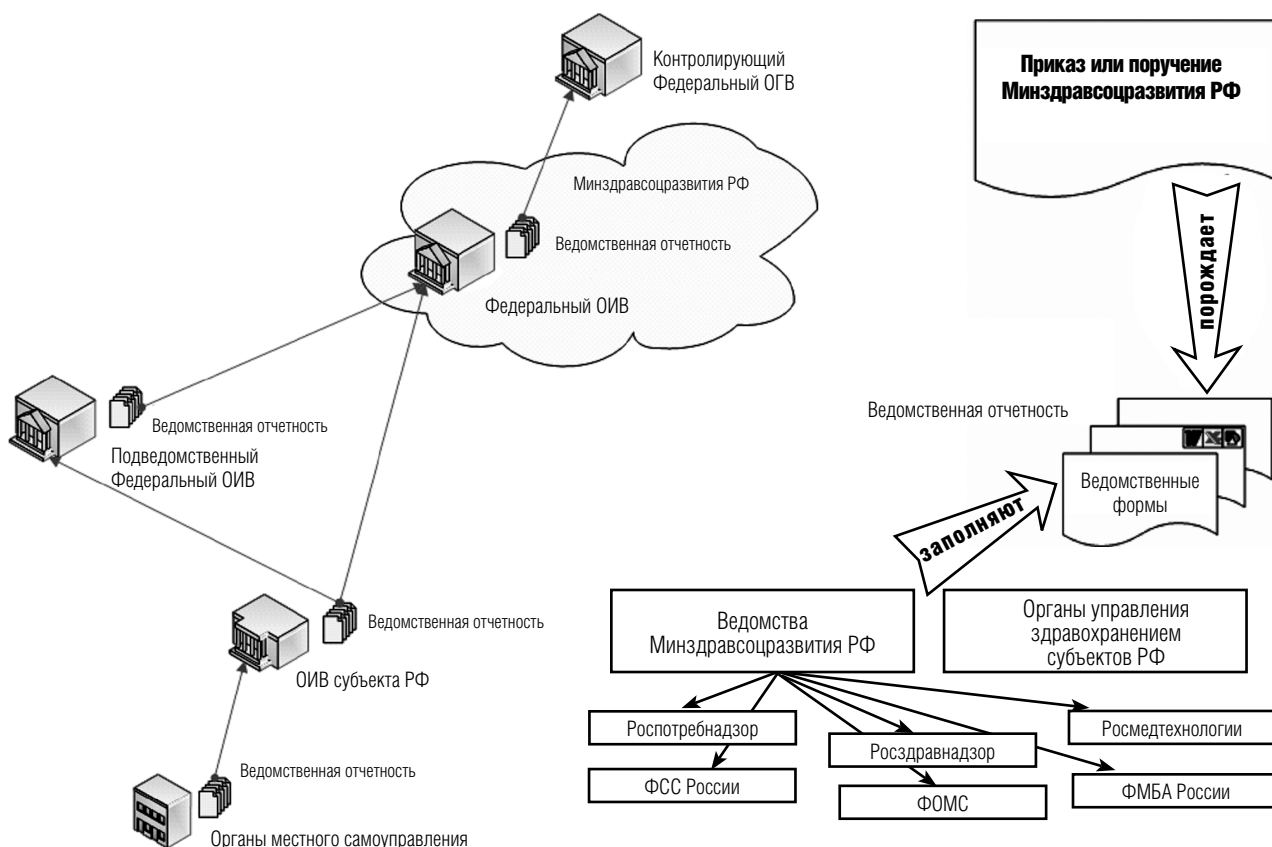 Контролирующий
Федеральный ОГВ
Минздравсоцразвития РФ
Ведомственная отчетность
Федеральный ОИВ
Ведомственная отчетность
Подведомственный
Федеральный ОИВ
Ведомственная отчетность
ОИВ субъекта РФ
Ведомственная отчетность
Органы местного самоуправления
Приказ или поручение
Минздравсоцразвития РФ
порождает
Ведомственная отчетность
Ведомственные
формы
заполняют
Ведомства
Минздравсоцразвития РФ
Органы управления
здравохранением
субъектов РФ
Роспотребнадзор
Росздравнадзор
Росмедтехнологии
ФСС России
ФОМС
ФМБА России